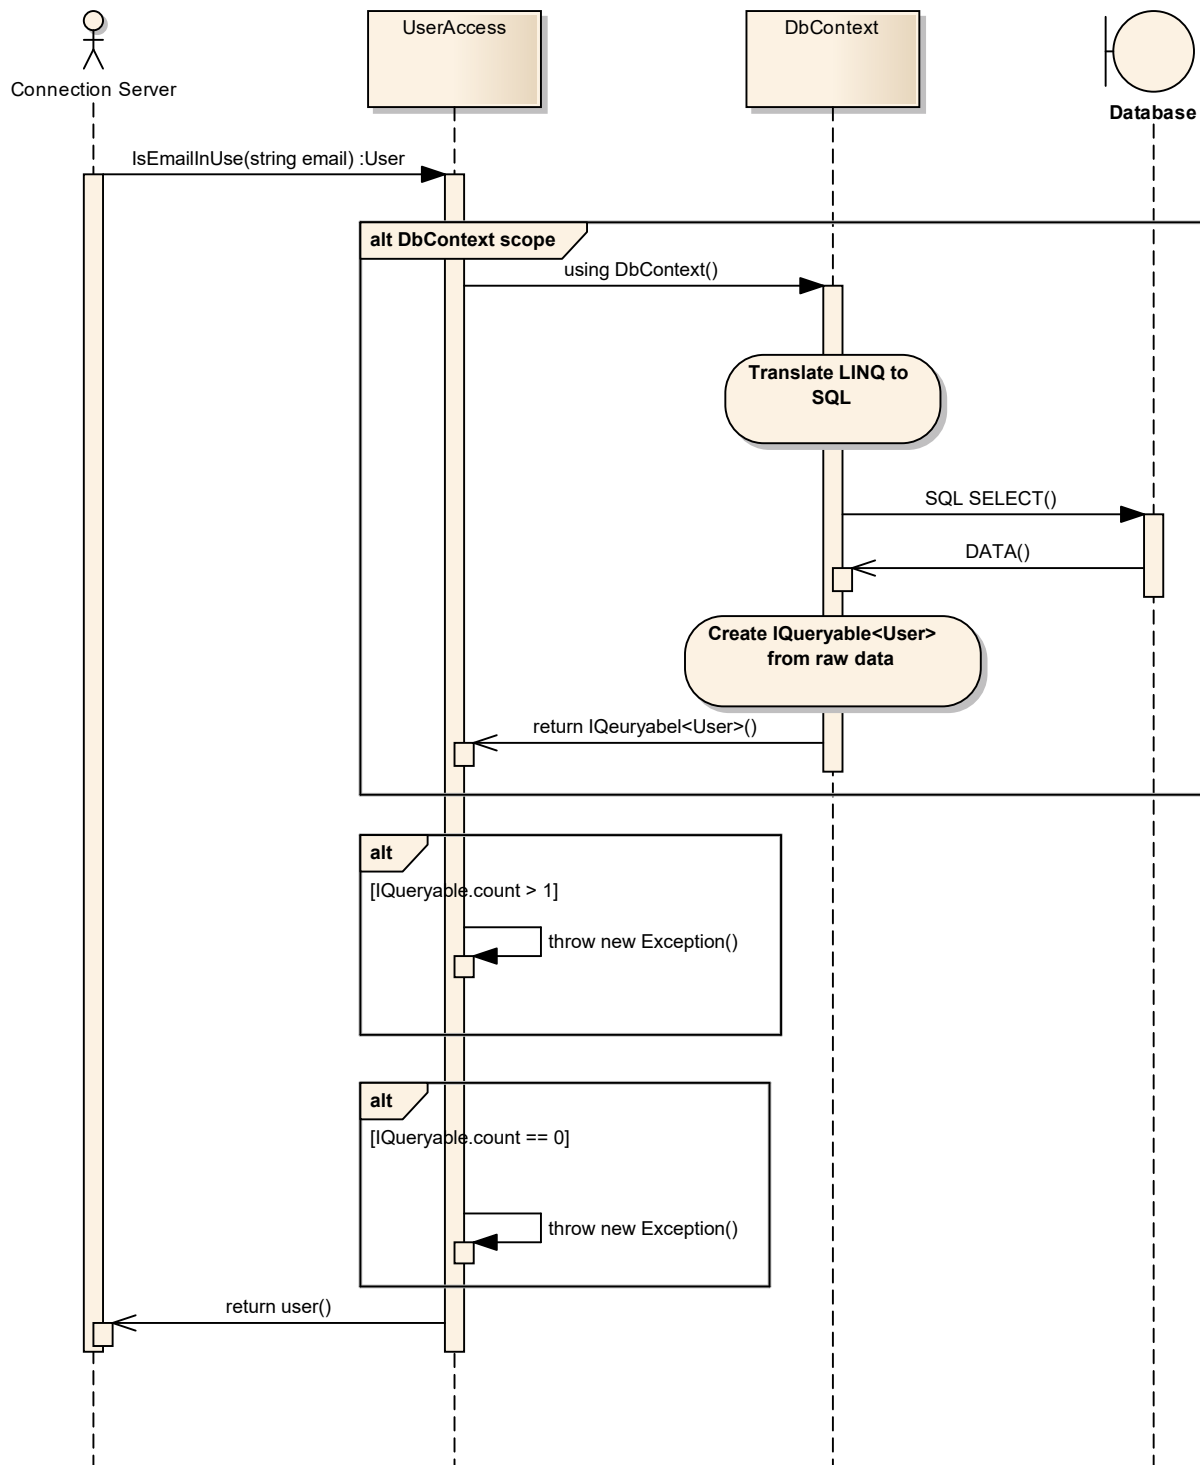 Connection Server
UserAccess
DbContext
Database
IsEmailInUse(string email) :User
alt DbContext scope
using DbContext()
Translate LINQ to
SQL
SQL SELECT()
DATA()
Create IQueryable<User>
from raw data
return IQeuryabel<User>()
alt
[IQueryable.count > 1]
throw new Exception()
alt
[IQueryable.count == 0]
throw new Exception()
return user()